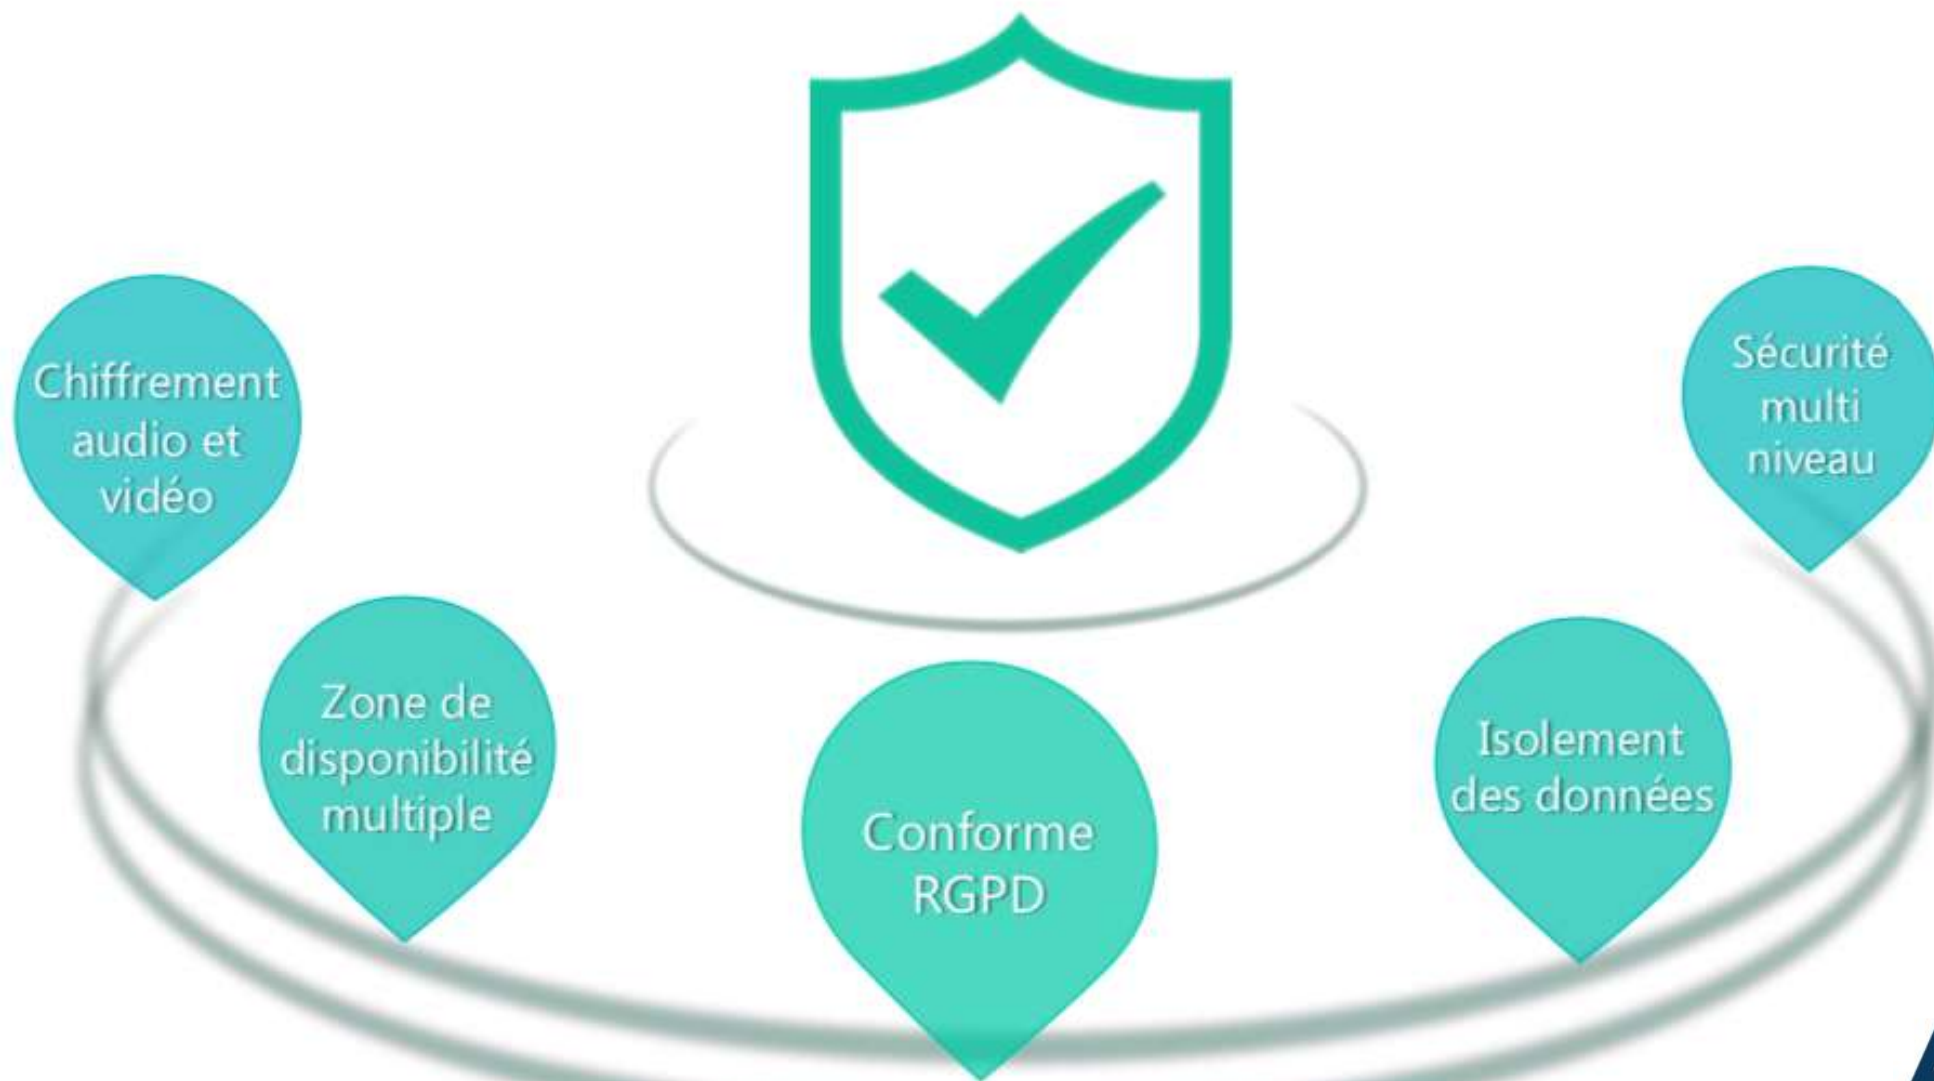 Chiffrement
audio et
vidéo
Zone de
disponibilité
multiple
Conforme
RGPD
Isolement
des données
Sécurité
multi
niveau